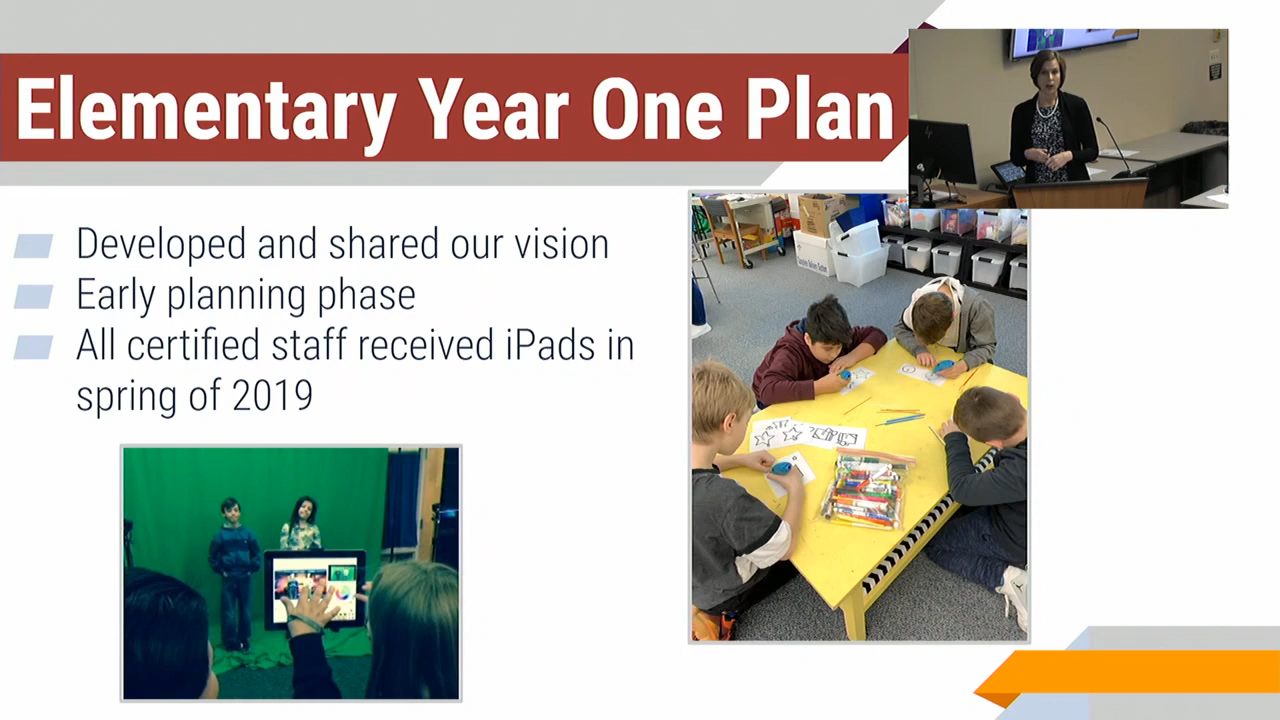 Elementary Year One Plan
Developed and shared our vision
Early planning phase
All certified staff received iPads in
spring of 2019